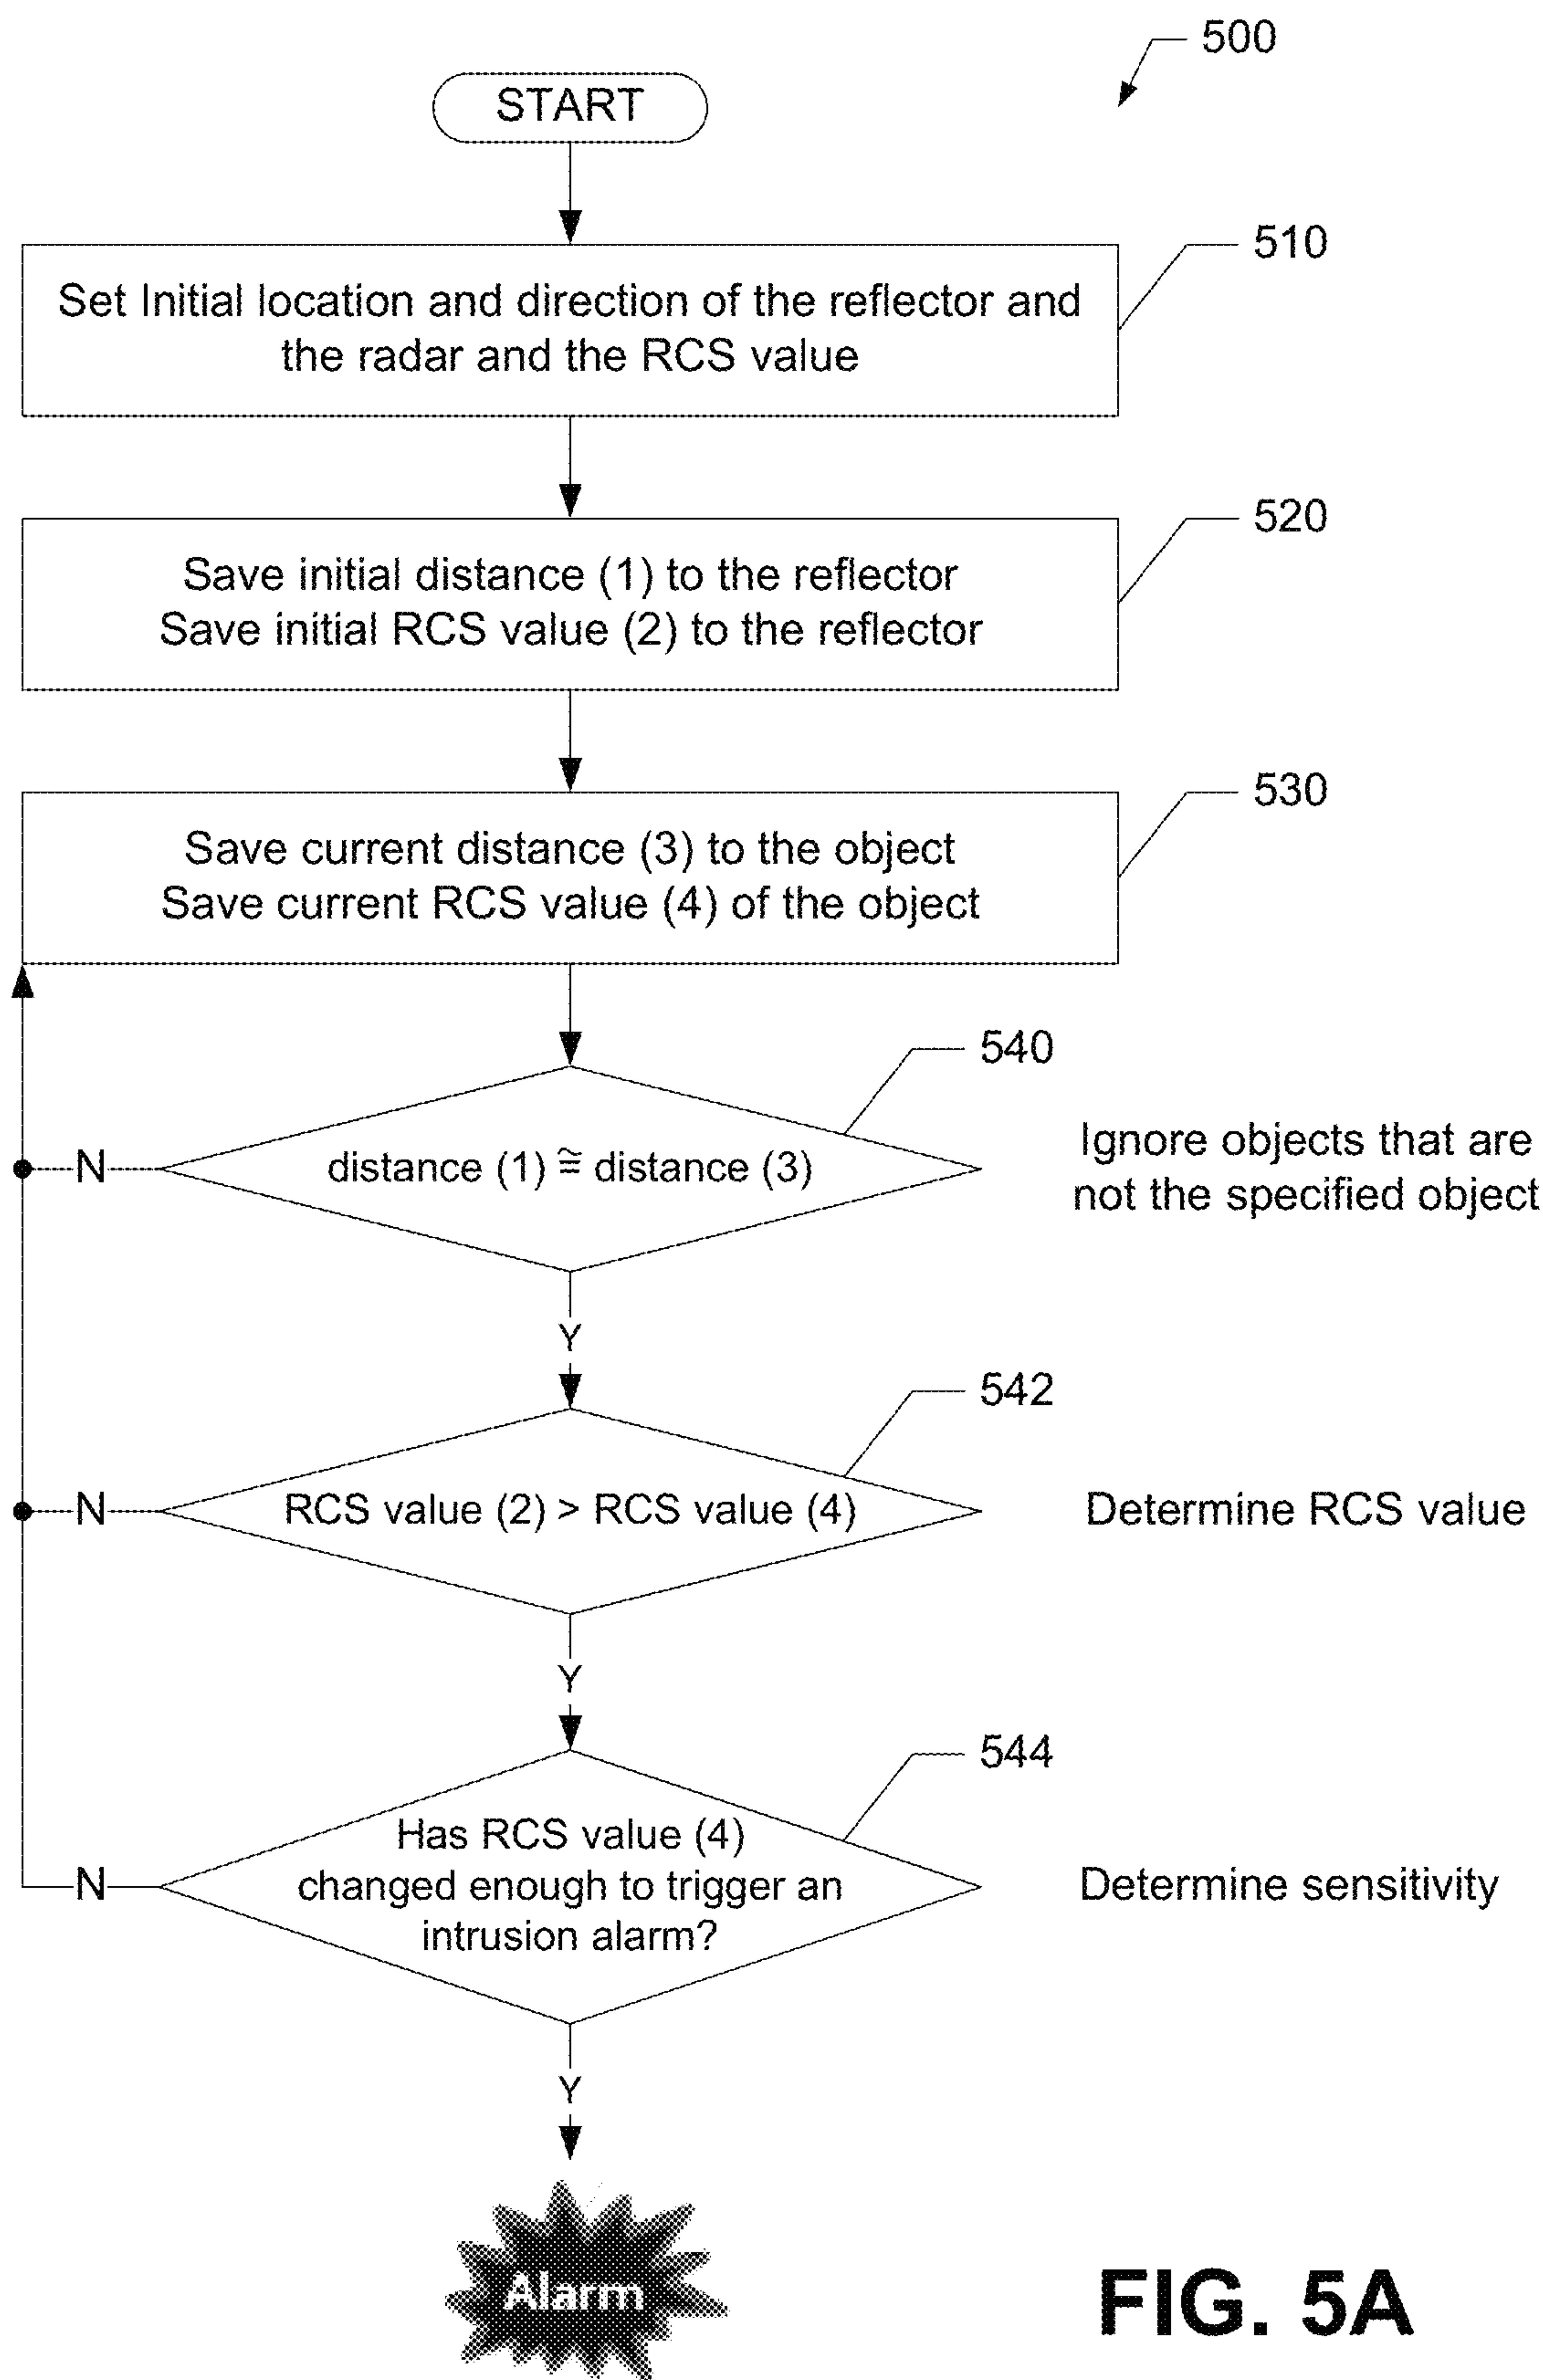 500
START
510
Set Initial location and direction of the reflector and
the radar and the RCS value
520
Save initial distance (1) to the reflector
Save initial RCS value (2) to the reflector
530
Save current distance (3) to the object
Save current RCS value (4) of the object
540
distance (1) ≅ distance (3)
Ignore objects that are
not the specified object
N
Y
542
RCS value (2) > RCS value (4)
Determine RCS value
N
Y
544
Has RCS value (4)
changed enough to trigger an
intrusion alarm?
Determine sensitivity
N
Y
Alarm
FIG. 5A